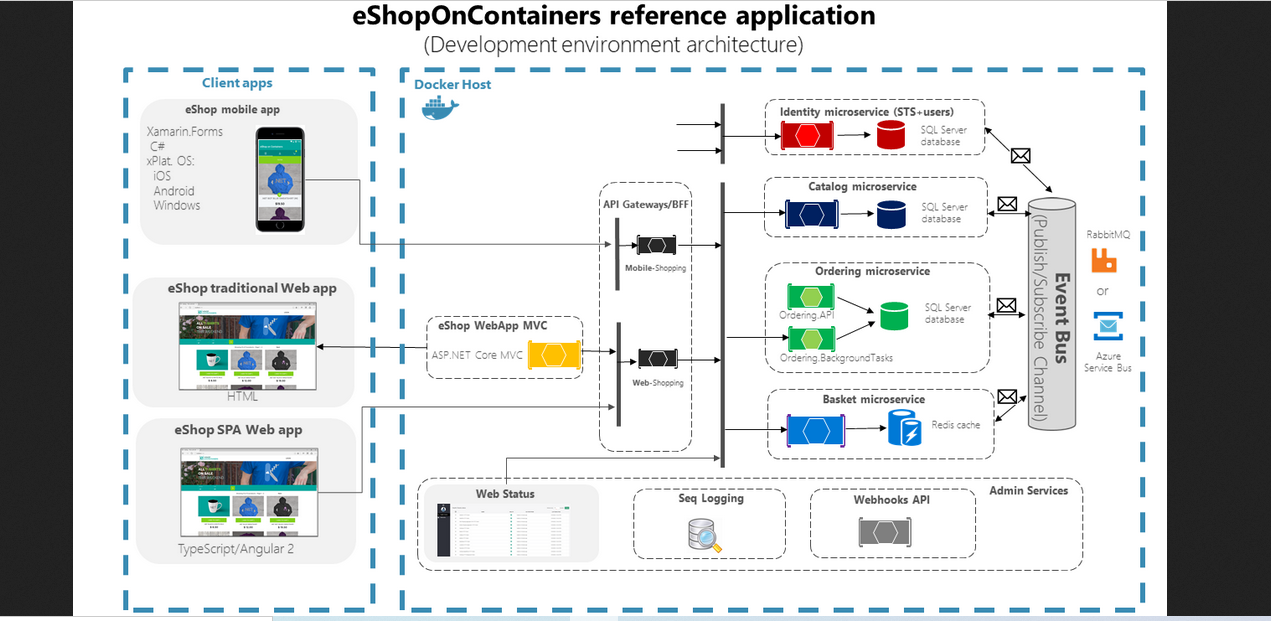 eShopOnContainers reference application
(Development environment architecture)
Client apps
eShop mobile app
Xamarin.Forms
C#
xPlat. OS:
iOS
Android
Windows
eShop traditional Web app
HTML
eShop SPA Web app
TypeScript/Angular 2
Docker Host
eShop WebApp MVC
ASP.NET Core MVC
API Gateways/BFF
Mobile-Shopping
Web-Shopping
Identity microservice (STS+users)
SQL Server
database
Catalog microservice
SQL Server
database
Ordering microservice
Ordering.API
Ordering.BackgroundTasks
SQL Server
database
Basket microservice
Redis cache
Event Bus
(Publish/Subscribe Channel)
RabbitMQ
or
Azure
Service Bus
Admin Services
Web Status
Seq Logging
Webhooks API